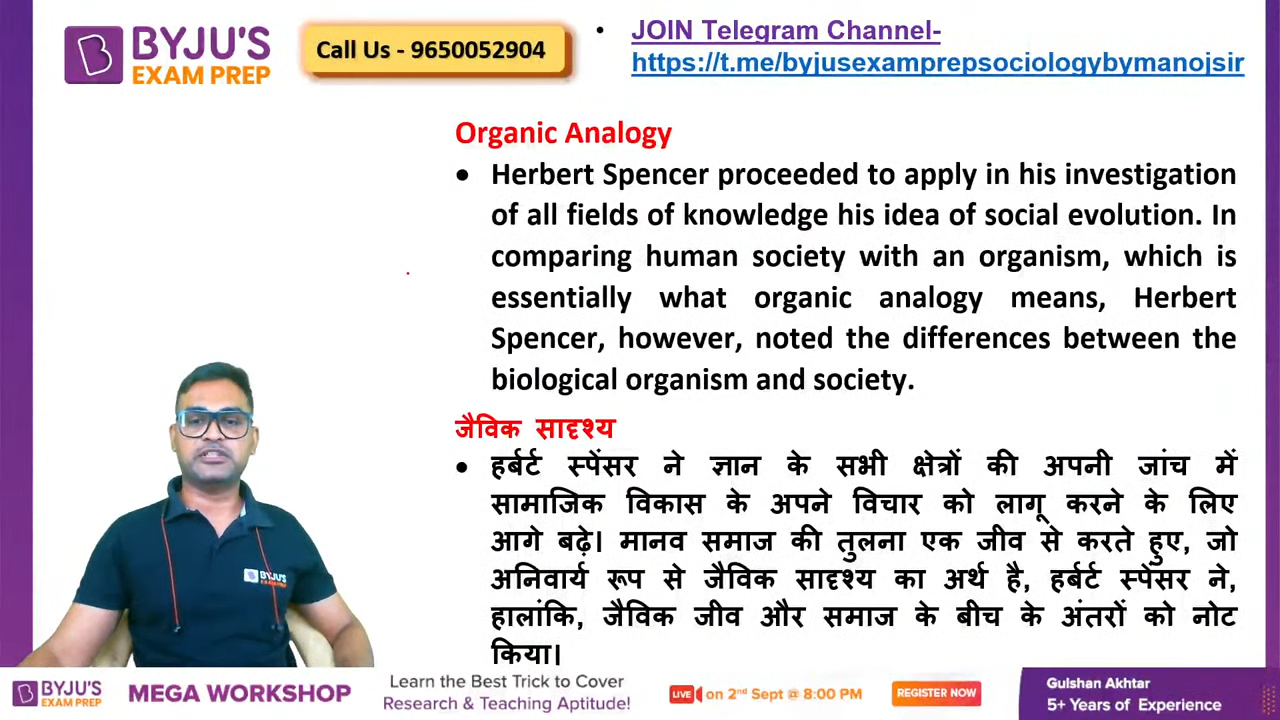 BYJU'S
EXAM PREP
Call Us - 9650052904
• JOIN Telegram Channel-
https://t.me/byjusexamprepsociologybymanojsir
Organic Analogy
• Herbert Spencer proceeded to apply in his investigation
of all fields of knowledge his idea of social evolution. In
comparing human society with an organism, which is
essentially what organic analogy means, Herbert
Spencer, however, noted the differences between the
biological organism and society.
जैविक सादृश्य
• हर्बर्ट स्पेंसर ने ज्ञान के सभी क्षेत्रों की अपनी जांच में
सामाजिक विकास के अपने विचार को लागू करने के लिए
आगे बढ़े। मानव समाज की तुलना एक जीव से करते हुए, जो
अनिवार्य रूप से जैविक सादृश्य का अर्थ है, हर्बर्ट स्पेंसर ने,
हालांकि, जैविक जीव और समाज के बीच के अंतरों को नोट
किया।
BYJU'S
EXAM PREP
BYJU'S
EXAM PREP
MEGA WORKSHOP
Learn the Best Trick to Cover
Research & Teaching Aptitude!
LIVE on 2nd Sept @ 8:00 PM
REGISTER NOW
Gulshan Akhtar
5+ Years of Experience